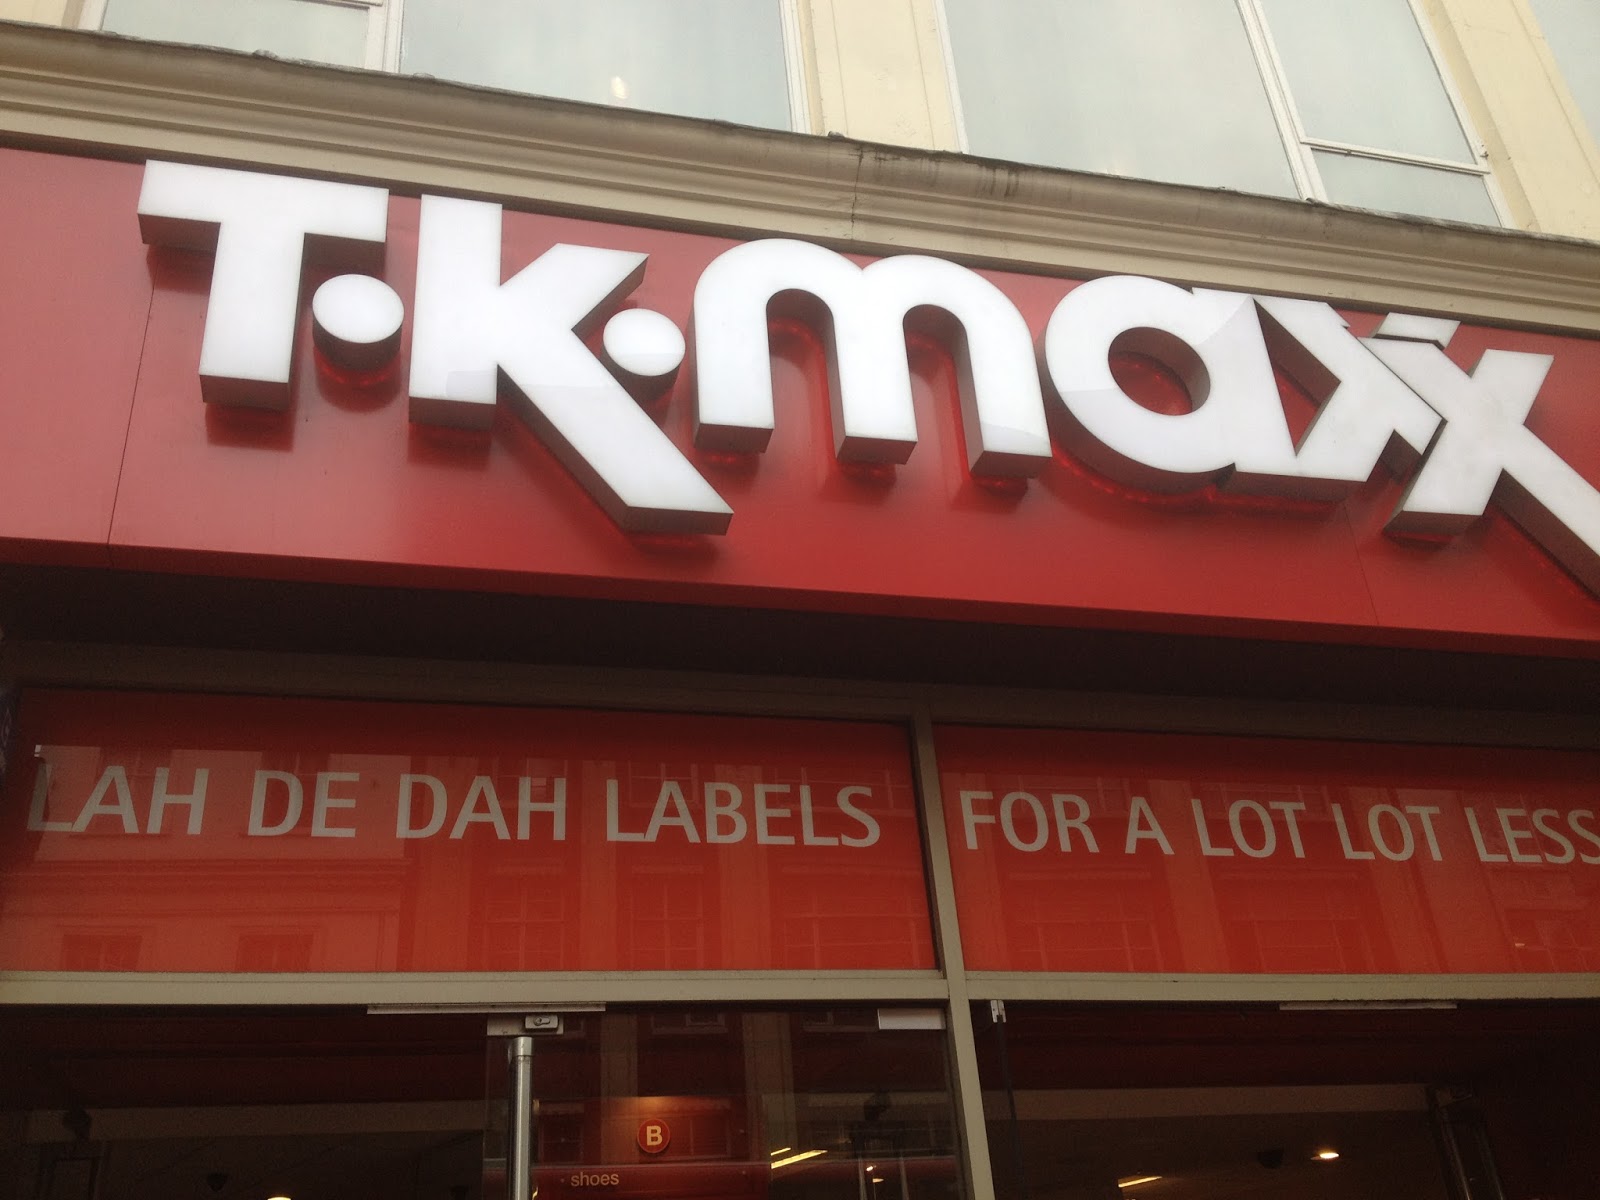 T•K•maxx
LAH DE DAH LABELS FOR A LOT LOT LESS
B
shoes